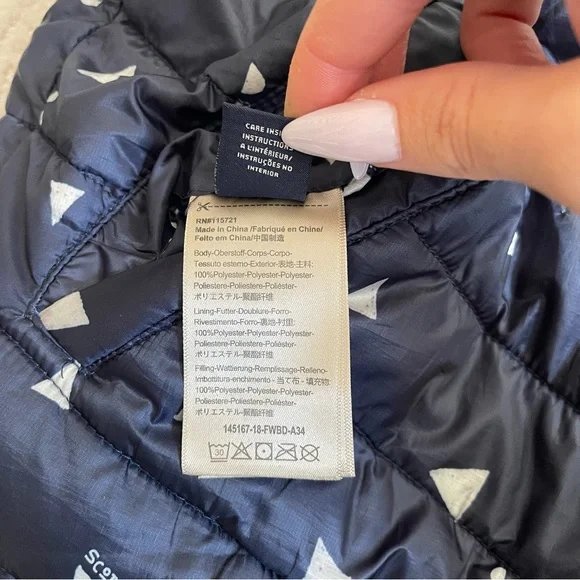 CARE
INSTRUCTIONS
A L'INTÉRIEUR/
INSTRUÇÕES NO
INTERIOR
RN#115721
Made in China /Fabriqué en Chine/
Feito em China/中国制造
Body-Oberstoff-Corps-Corpo-
Tessuto esterno-Exterior-表地-主料:
100%Polyester-Polyester-Polyester-
Poliestere-Poliestere-Poliéster-
ポリエステル-聚酯纤维
Lining-Futter-Doublure-Forro-
Rivestimento-Forro-裏地-衬里:
100%Polyester-Polyester-Polyester-
Poliestere-Poliestere-Poliéster-
ポリエステル-聚酯纤维
Filling-Wattierung-Remplissage-Relleno-
Imbottitura-enchimento - 当て布 - 填充物:
100%Polyester-Polyester-Polyester-
Poliestere-Poliestere-Poliéster-
ポリエステル-聚酯纤维
145167-18-FWBD-A34
30